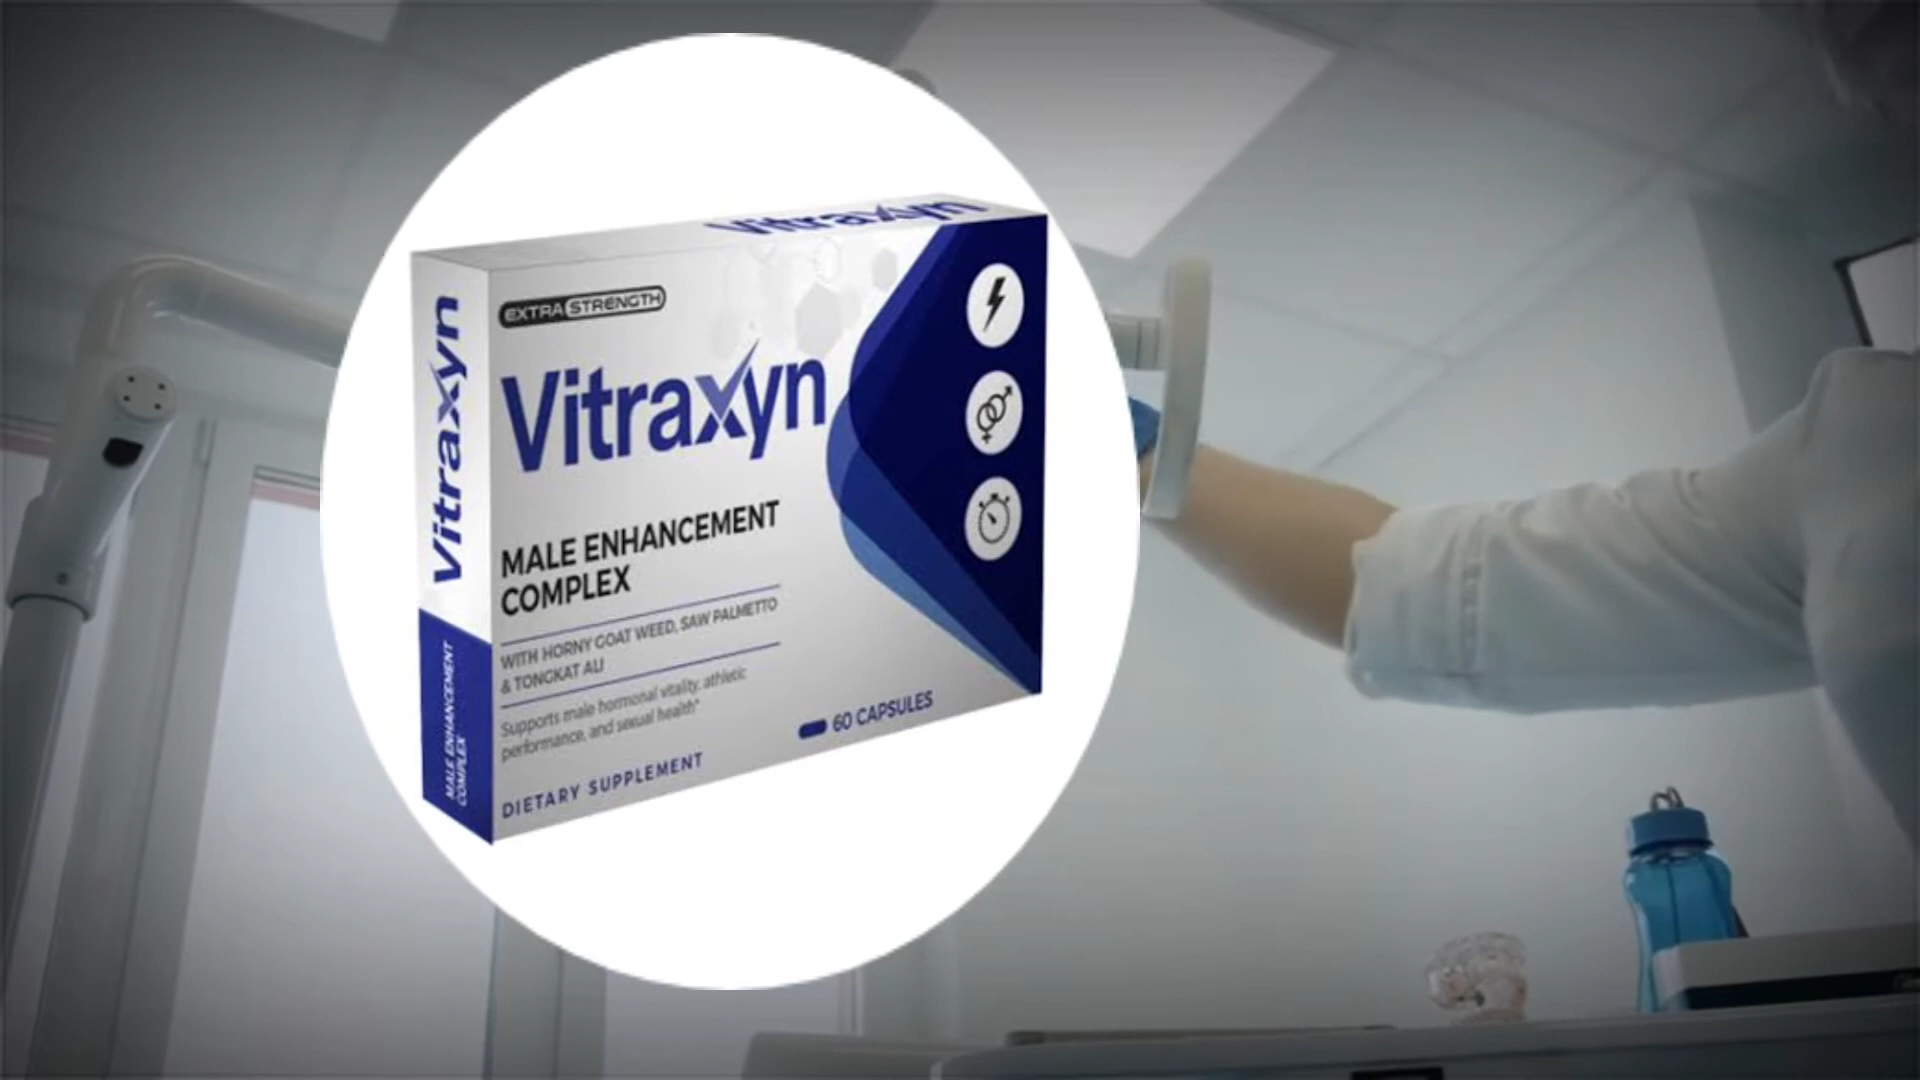 Vitraxyn
EXTRA STRENGTH
Vitraxyn
Vitraxyn
MALE ENHANCEMENT
COMPLEX
WITH HORNY GOAT WEED, SAW PALMETTO
& TONGKAT ALI
Supports male hormonal vitality, athletic
performance, and sexual health*
60 CAPSULES
DIETARY SUPPLEMENT
MALE ENHANCEMENT
COMPLEX